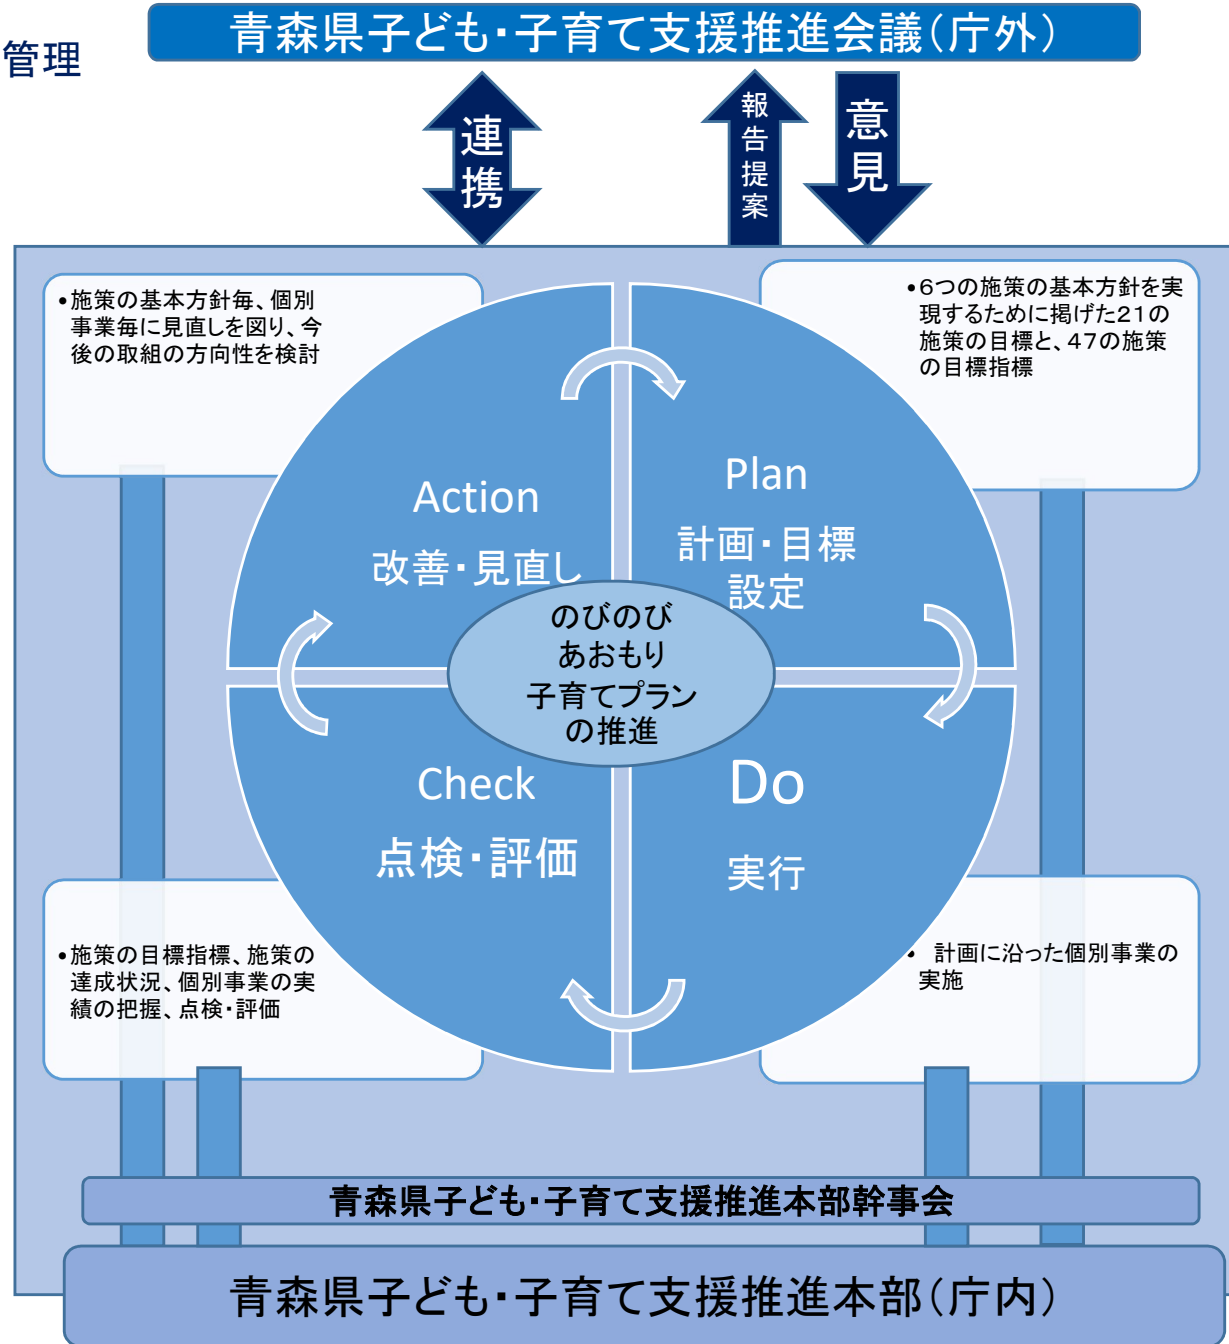 青森県子ども・子育て支援推進会議（庁外）
管理
連携
報告提案
意見
•施策の基本方針毎、個別
事業毎に見直しを図り、今
後の取組の方向性を検討
•６つの施策の基本方針を実
現するために掲げた２１の
施策の目標と、４７の施策
の目標指標
Action
改善・見直し
Plan
計画・目標
設定
のびのび
あおもり
子育てプラン
の推進
Check
点検・評価
Do
実行
•施策の目標指標、施策の
達成状況、個別事業の実
績の把握、点検・評価
• 計画に沿った個別事業の
実施
青森県子ども・子育て支援推進本部幹事会
青森県子ども・子育て支援推進本部（庁内）